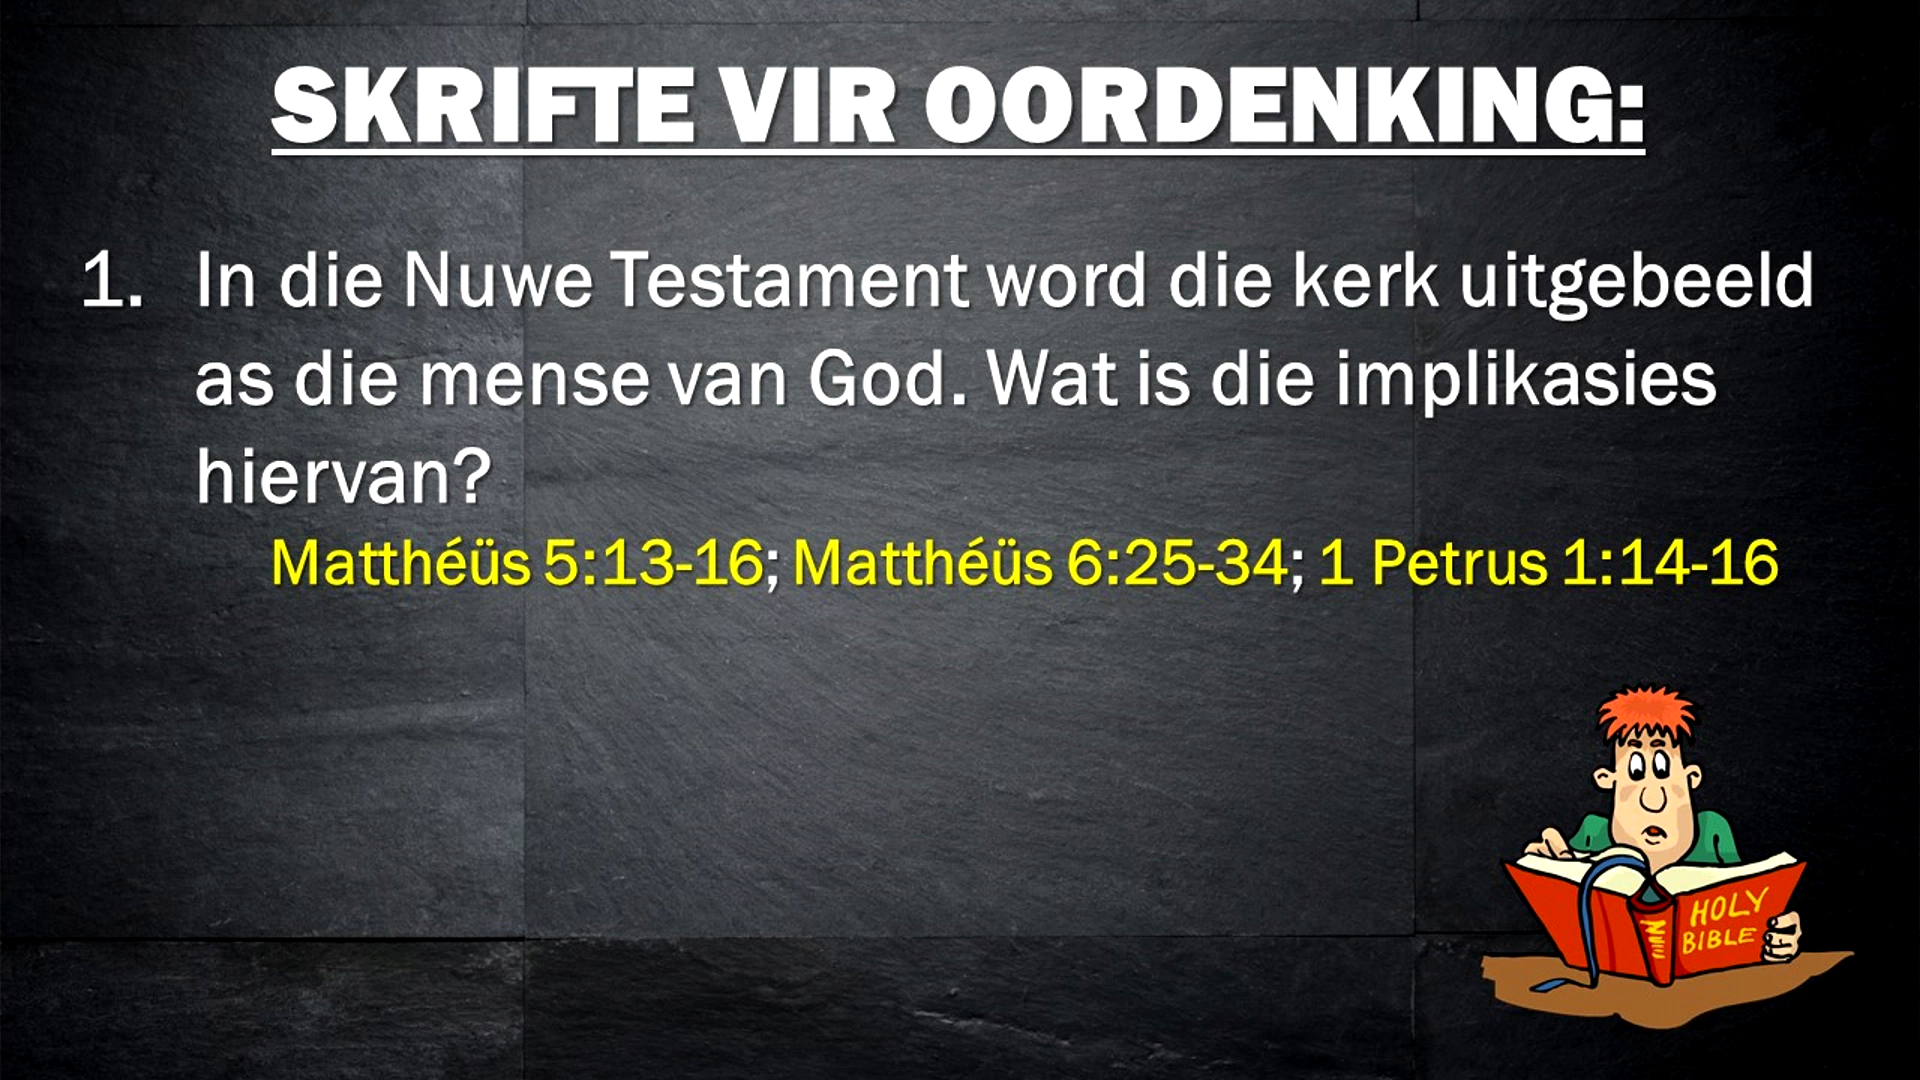 SKRIFTE VIR OORDENKING:
1. In die Nuwe Testament word die kerk uitgebeeld
as die mense van God. Wat is die implikasies
hiervan?
Matthéüs 5:13-16; Matthéüs 6:25-34; 1 Petrus 1:14-16
HOLY
BIBLE